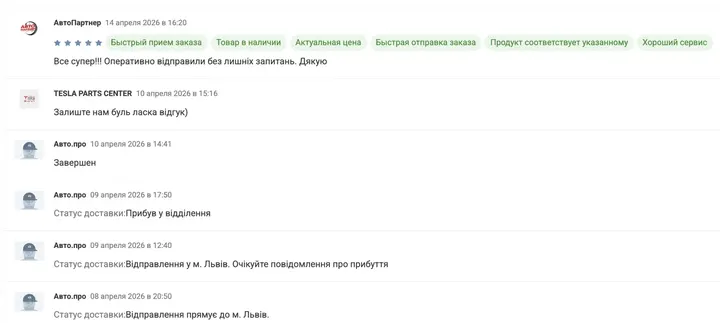 АвтоПартнер 14 апреля 2026 в 16:20
Быстрый прием заказа Товар в наличии Актуальная цена Быстрая отправка заказа Продукт соответствует указанному Хороший сервис
Все супер!!! Оперативно відправили без лишніх запитань. Дякую
TESLA PARTS CENTER 10 апреля 2026 в 15:16
Залиште нам буль ласка відгук)
Авто.про 10 апреля 2026 в 14:41
Завершен
Авто.про 09 апреля 2026 в 17:50
Статус доставки:Прибув у відділення
Авто.про 09 апреля 2026 в 12:40
Статус доставки:Відправлення у м. Львів. Очікуйте повідомлення про прибуття
Авто.про 08 апреля 2026 в 20:50
Статус доставки:Відправлення прямує до м. Львів.